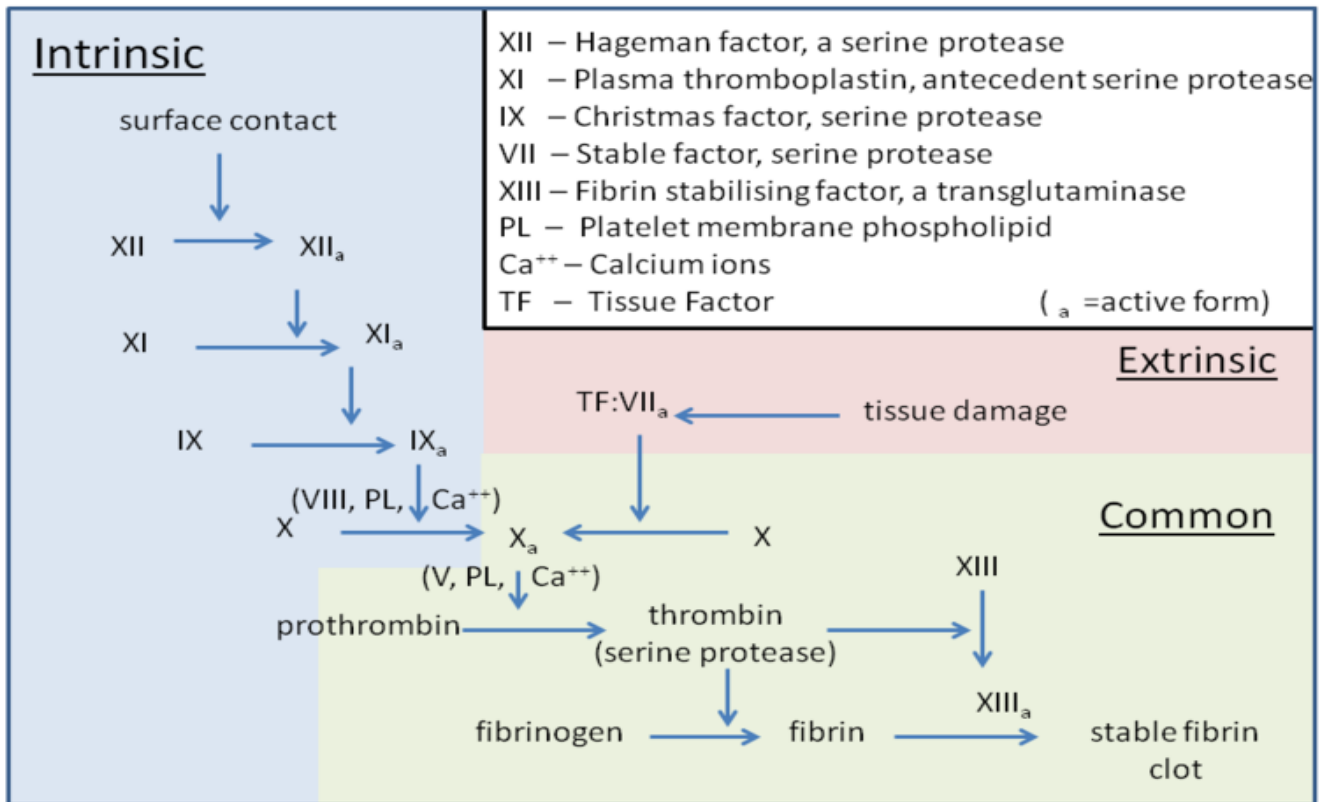 Intrinsic
surface contact
XII
XIIₐ
XI
XIₐ
IX
IXₐ
(VIII, PL, Ca⁺⁺)
X
XII – Hageman factor, a serine protease
XI – Plasma thromboplastin, antecedent serine protease
IX – Christmas factor, serine protease
VII – Stable factor, serine protease
XIII – Fibrin stabilising factor, a transglutaminase
PL – Platelet membrane phospholipid
Ca⁺⁺ – Calcium ions
TF – Tissue Factor ( ₐ =active form)
Extrinsic
TF:VIIₐ
tissue damage
Common
Xₐ
X
(V, PL, Ca⁺⁺)
XIII
prothrombin
thrombin
(serine protease)
XIIIₐ
fibrinogen
fibrin
stable fibrin
clot